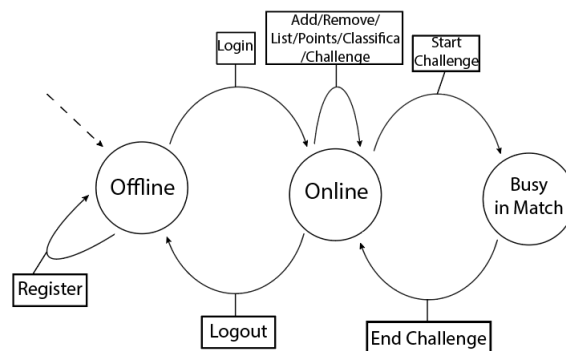 Add/Remove/
List/Points/Classifica
/Challenge
Login
Start
Challenge
Offline
Online
Busy
in Match
Register
Logout
End Challenge